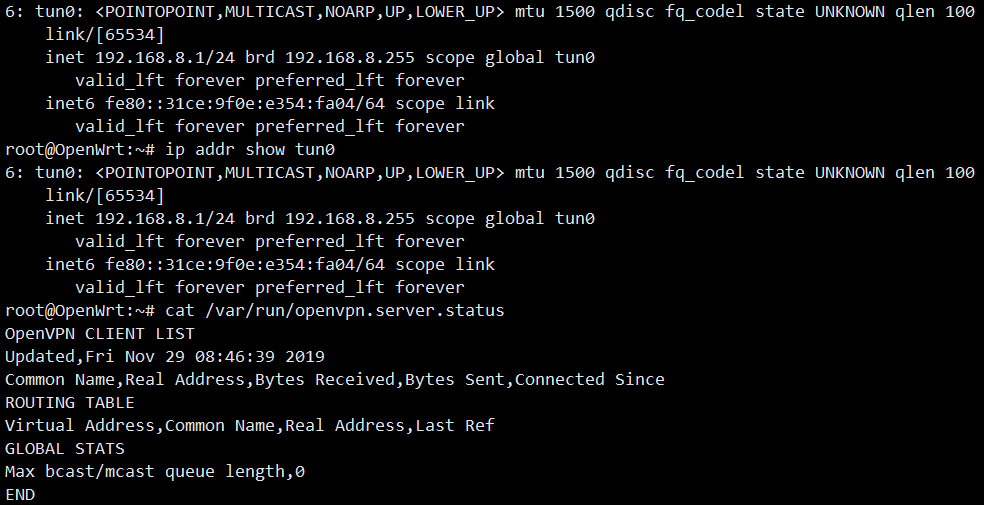 6: tun0: <POINTOPOINT,MULTICAST,NOARP,UP,LOWER_UP> mtu 1500 qdisc fq_codel state UNKNOWN qlen 100
    link/[65534]
    inet 192.168.8.1/24 brd 192.168.8.255 scope global tun0
       valid_lft forever preferred_lft forever
    inet6 fe80::31ce:9f0e:e354:fa04/64 scope link
       valid_lft forever preferred_lft forever
root@OpenWrt:~# ip addr show tun0
6: tun0: <POINTOPOINT,MULTICAST,NOARP,UP,LOWER_UP> mtu 1500 qdisc fq_codel state UNKNOWN qlen 100
    link/[65534]
    inet 192.168.8.1/24 brd 192.168.8.255 scope global tun0
       valid_lft forever preferred_lft forever
    inet6 fe80::31ce:9f0e:e354:fa04/64 scope link
       valid_lft forever preferred_lft forever
root@OpenWrt:~# cat /var/run/openvpn.server.status
OpenVPN CLIENT LIST
Updated,Fri Nov 29 08:46:39 2019
Common Name,Real Address,Bytes Received,Bytes Sent,Connected Since
ROUTING TABLE
Virtual Address,Common Name,Real Address,Last Ref
GLOBAL STATS
Max bcast/mcast queue length,0
END